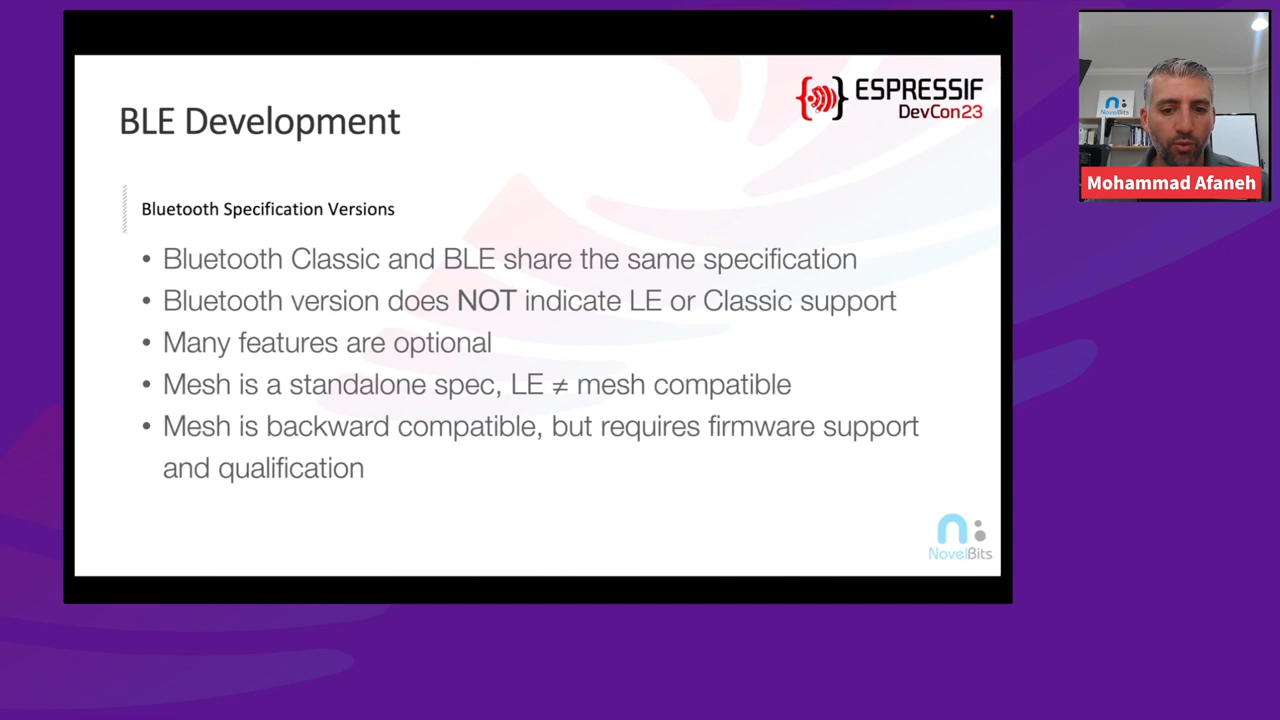 ESPRESSIF
DevCon23
BLE Development
Bluetooth Specification Versions
• Bluetooth Classic and BLE share the same specification
• Bluetooth version does NOT indicate LE or Classic support
• Many features are optional
• Mesh is a standalone spec, LE ≠ mesh compatible
• Mesh is backward compatible, but requires firmware support
and qualification
NovelBits
NovelBits
Mohammad Afaneh